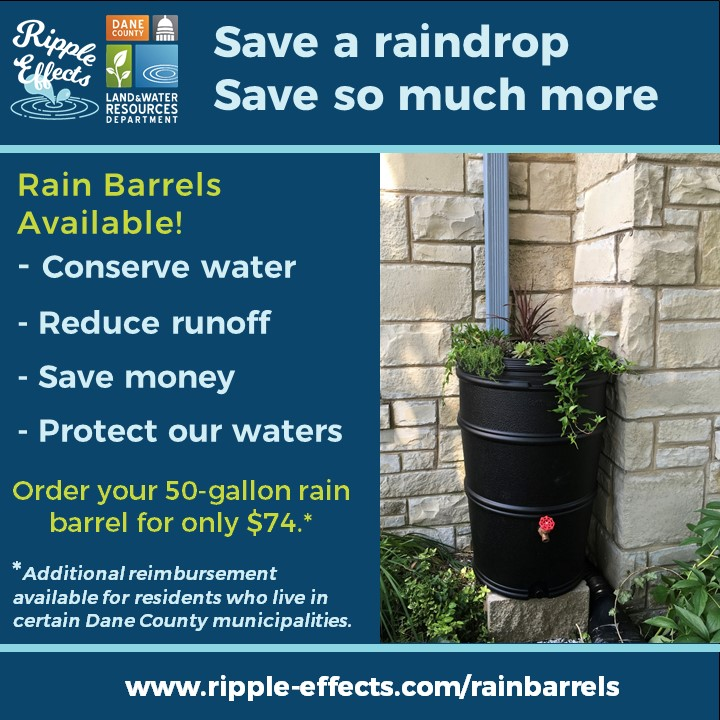 Ripple
Effects
DANE
COUNTY
LAND & WATER
RESOURCES
DEPARTMENT
Save a raindrop
Save so much more
Rain Barrels
Available!
- Conserve water
- Reduce runoff
- Save money
- Protect our waters
Order your 50-gallon rain
barrel for only $74.*
*Additional reimbursement
available for residents who live in
certain Dane County municipalities.
www.ripple-effects.com/rainbarrels